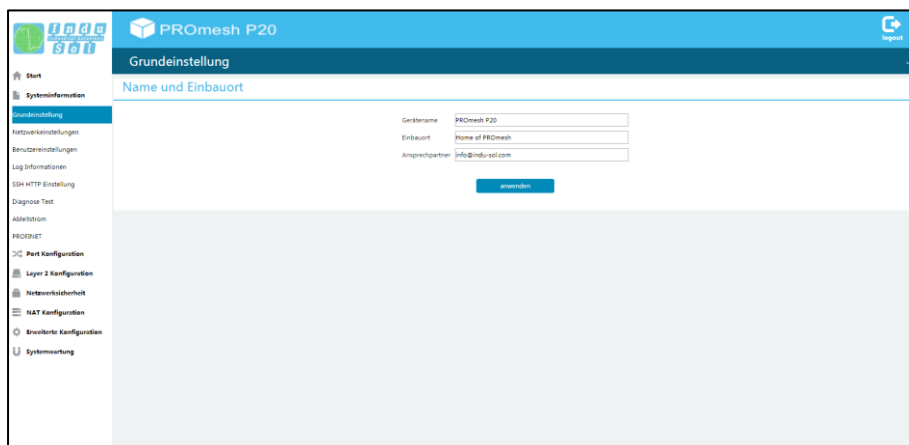 Indu
Sol
PROmesh P20
logout
Grundeinstellung
Name und Einbauort
Start
Systeminformation
Grundeinstellung
Netzwerkeinstellungen
Benutzereinstellungen
Log Informationen
SSH HTTP Einstellung
Diagnose Test
Ableitstrom
PROFINET
Port Konfiguration
Layer 2 Konfiguration
Netzwerksicherheit
NAT Konfiguration
Erweiterte Konfiguration
Systemwartung
Gerätename PROmesh P20
Einbauort Home of PROmesh
Ansprechpartner info@indu-sol.com
anwenden